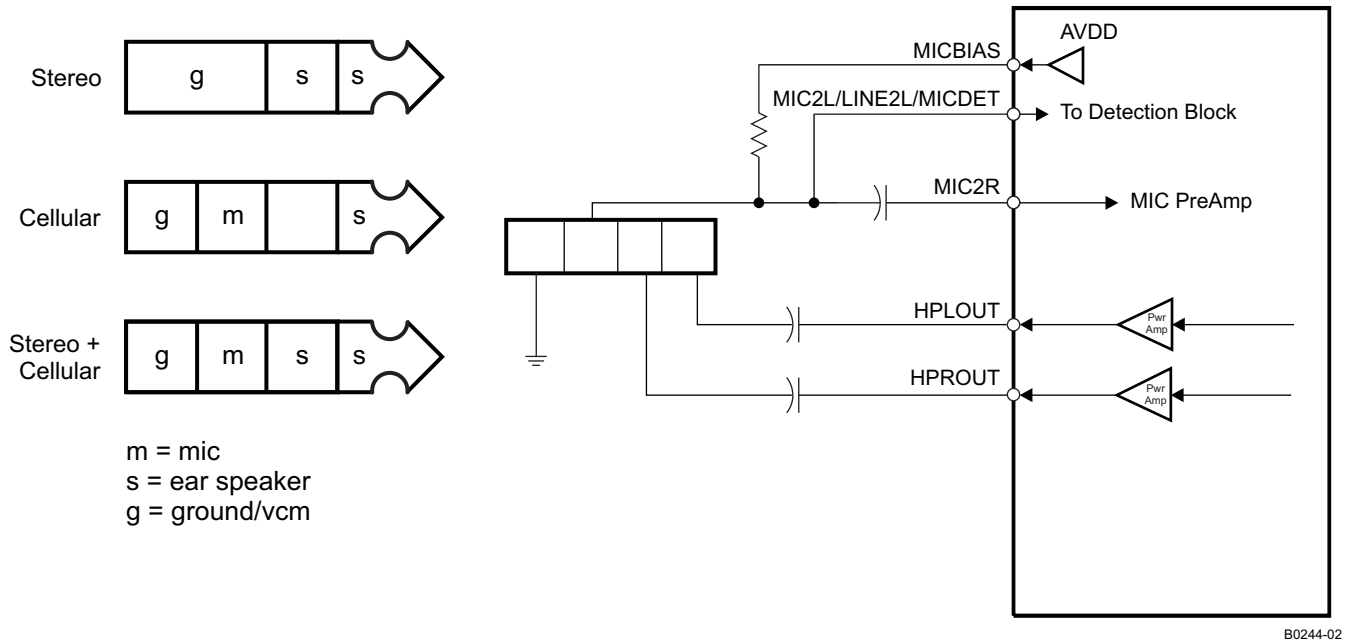 Stereo
g
s
s
Cellular
g
m
s
Stereo +
Cellular
g
m
s
s
m = mic
s = ear speaker
g = ground/vcm
MICBIAS
AVDD
MIC2L/LINE2L/MICDET
To Detection Block
MIC2R
MIC PreAmp
HPLOUT
Pwr
Amp
HPROUT
Pwr
Amp
B0244-02